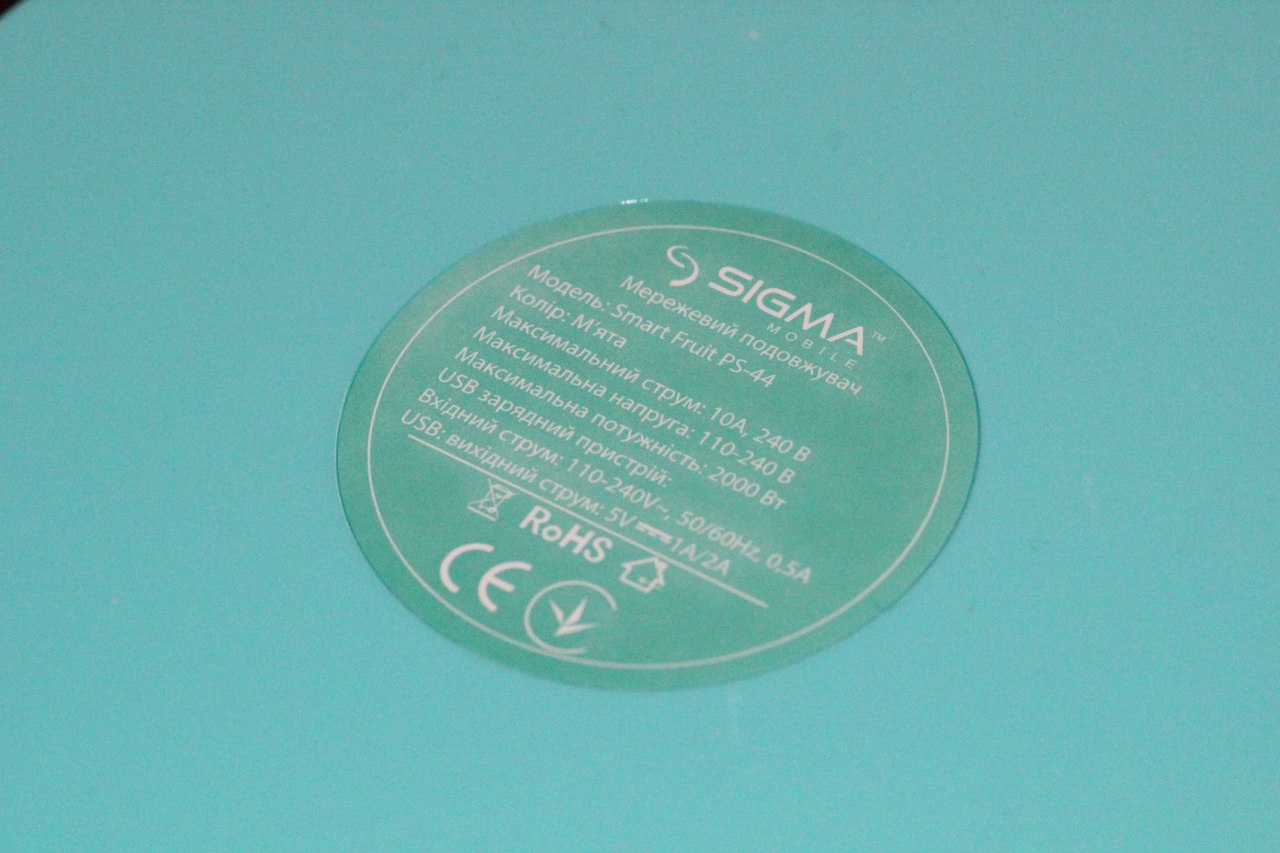 SIGMA™
MOBILE
Мережевий подовжувач
Модель: Smart Fruit PS-44
Колір: М'ята
Максимальний струм: 10А, 240 В
Максимальна напруга: 110-240 В
Максимальна потужність: 2000 Вт
USB зарядний пристрій:
Вхідний струм: 110-240V~, 50/60Hz, 0.5A
USB: вихідний струм: 5V⎓1A/2A
RoHS
CE